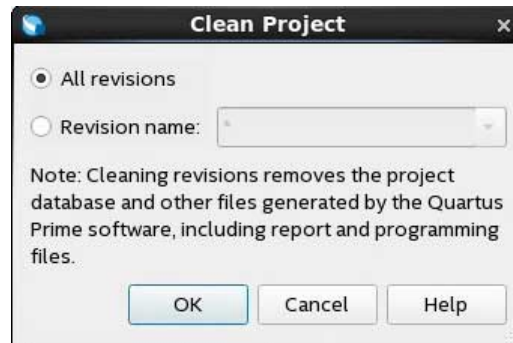 Clean Project
All revisions
Revision name:
Note: Cleaning revisions removes the project
database and other files generated by the Quartus
Prime software, including report and programming
files.
OK Cancel Help